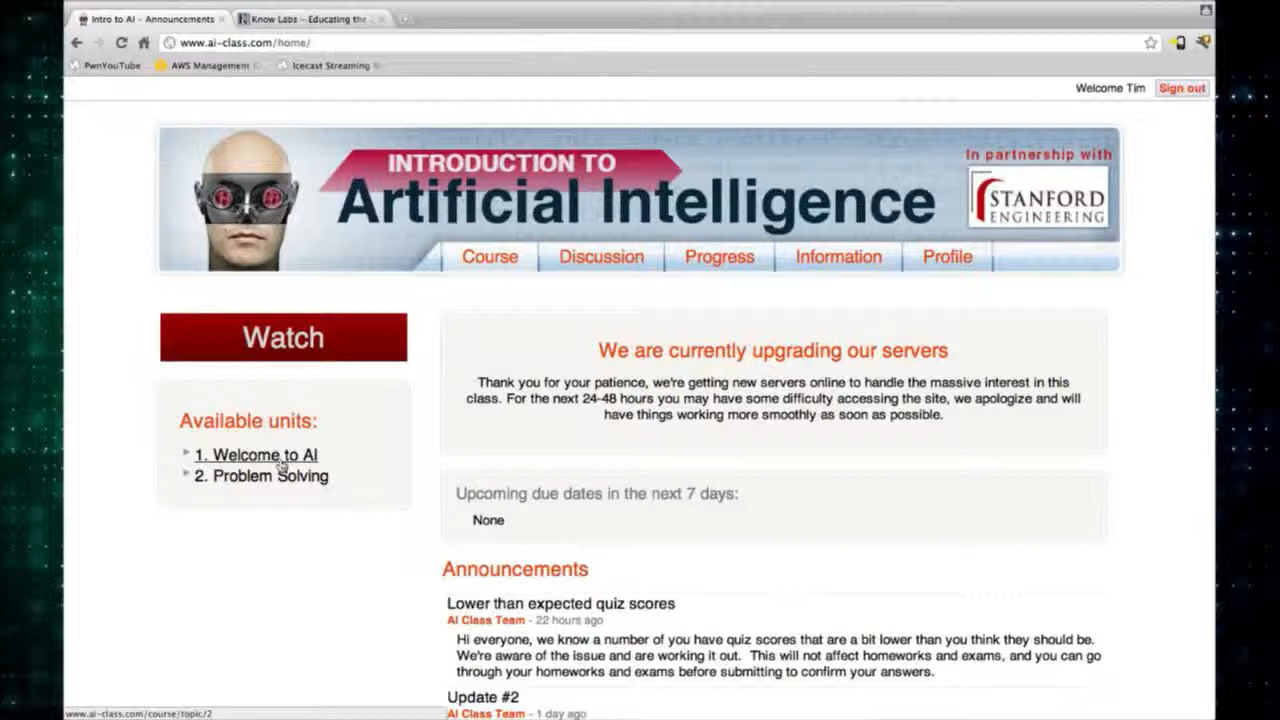 Intro to AI - Announcements
Know Labs – Educating the
www.ai-class.com/home/
PwnYouTube
AWS Management
Icecast Streaming
Welcome Tim
Sign out
INTRODUCTION TO
Artificial Intelligence
In partnership with
STANFORD
ENGINEERING
Course
Discussion
Progress
Information
Profile
Watch
Available units:
1. Welcome to AI
2. Problem Solving
We are currently upgrading our servers
Thank you for your patience, we're getting new servers online to handle the massive interest in this
class. For the next 24-48 hours you may have some difficulty accessing the site, we apologize and will
have things working more smoothly as soon as possible.
Upcoming due dates in the next 7 days:
None
Announcements
Lower than expected quiz scores
AI Class Team - 22 hours ago
Hi everyone, we know a number of you have quiz scores that are a bit lower than you think they should be.
We're aware of the issue and are working it out. This will not affect homeworks and exams, and you can go
through your homeworks and exams before submitting to confirm your answers.
Update #2
AI Class Team - 1 day ago
www.ai-class.com/course/topic/2